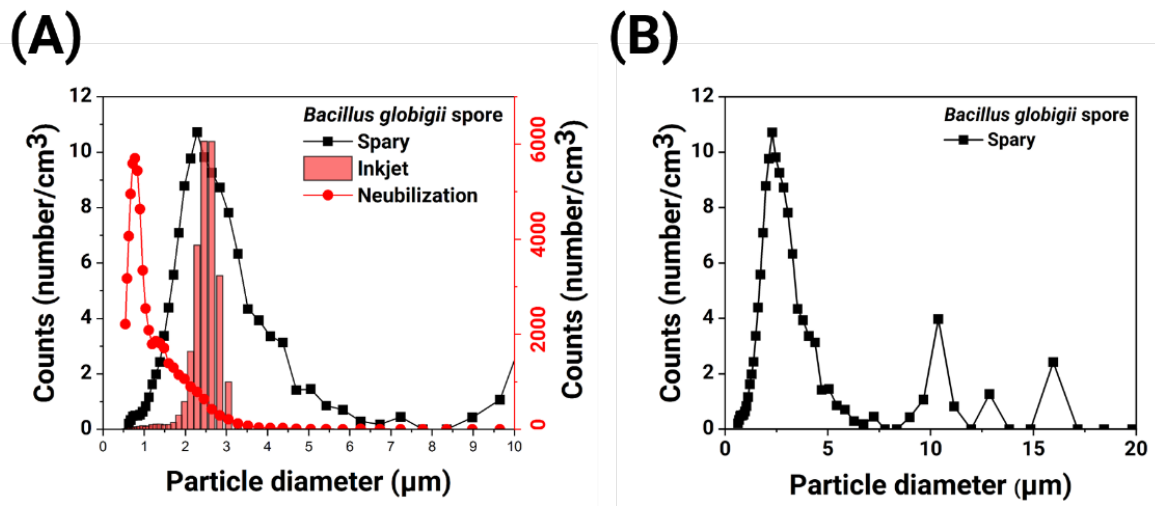 (A)
(B)
Counts (number/cm3)
12
10
8
6
4
2
0
Bacillus globigii spore
Spary
Inkjet
Neubilization
6000
4000
2000
0
Counts (number/cm3)
0 1 2 3 4 5 6 7 8 9 10
Particle diameter (μm)
Counts (number/cm3)
12
10
8
6
4
2
0
Bacillus globigii spore
Spary
0 5 10 15 20
Particle diameter (μm)